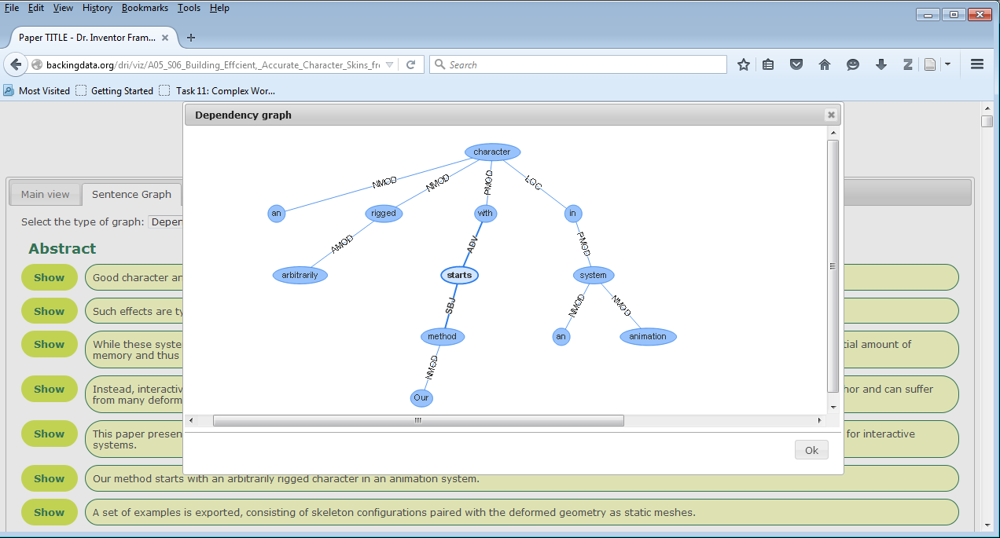 File Edit View History Bookmarks Tools Help
Paper TITLE - Dr. Inventor Fram...
backingdata.org/dri/viz/A05_S06_Building_Effcient,_Accurate_Character_Skins_fr
Search
Most Visited Getting Started Task 11: Complex Wor...
Dependency graph
character
NMOD NMOD PMOD LOC
an rigged with in
AMOD ADV PMOD
arbitrarily starts system
SBJ NMOD NMOD
method an animation
NMOD
Our
Ok
Main view Sentence Graph
Select the type of graph: Depen
Abstract
Show Good character an
Show Such effects are ty
Show While these syste tial amount of
memory and thus
Show Instead, interactiv hor and can suffer
from many deform
Show This paper presen for interactive
systems.
Show Our method starts with an arbitrarily rigged character in an animation system.
Show A set of examples is exported, consisting of skeleton configurations paired with the deformed geometry as static meshes.